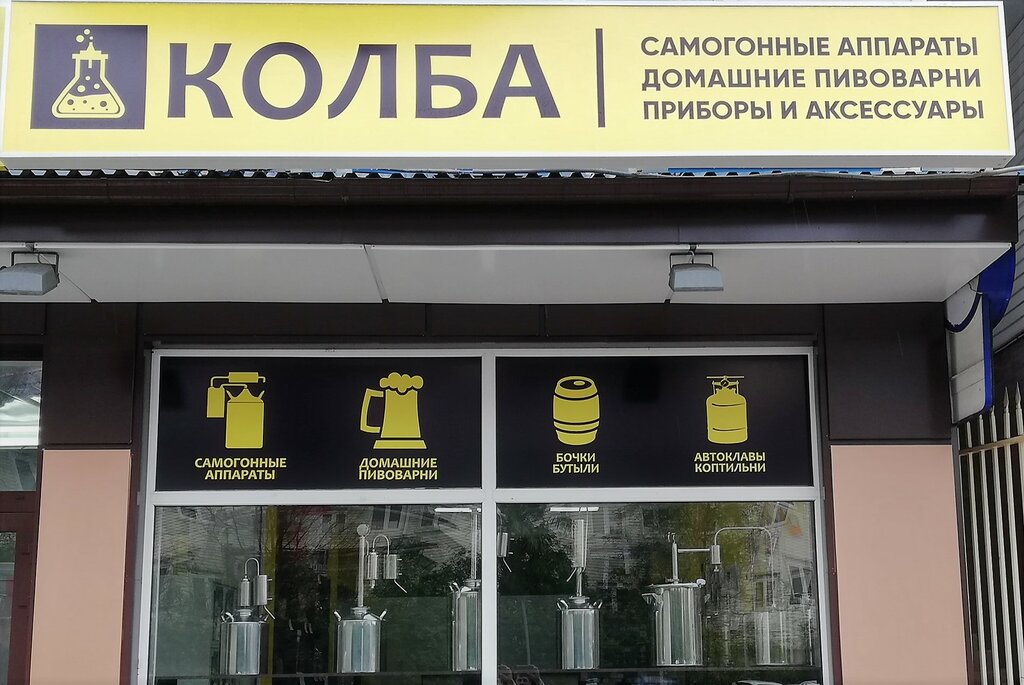 КОЛБА
САМОГОННЫЕ АППАРАТЫ
ДОМАШНИЕ ПИВОВАРНИ
ПРИБОРЫ И АКСЕССУАРЫ
САМОГОННЫЕ
АППАРАТЫ
ДОМАШНИЕ
ПИВОВАРНИ
БОЧКИ
БУТЫЛИ
АВТОКЛАВЫ
КОПТИЛЬНИ